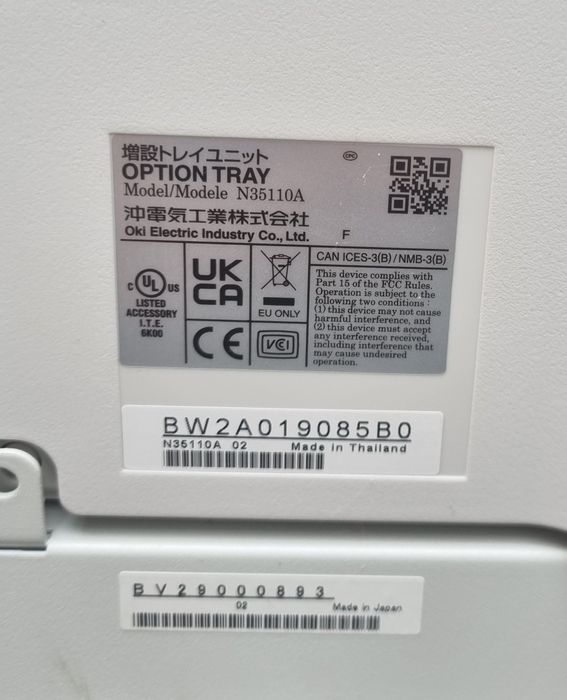 増設トレイユニット
CPC
OPTION TRAY
Model/Modele N35110A
沖電気工業株式会社
Oki Electric Industry Co., Ltd. F
C UL US
LISTED
ACCESSORY
I.T.E.
6K00
UK
CA
EU ONLY
CE
VCI
CAN ICES-3(B)/NMB-3(B)
This device complies with
Part 15 of the FCC Rules.
Operation is subject to the
following two conditions :
(1) this device may not cause
harmful interference, and
(2) this device must accept
any interference received,
including interference that
may cause undesired
operation.
BW2A019085B0
N35110A 02 Made in Thailand
BV29000893
02 Made in Japan